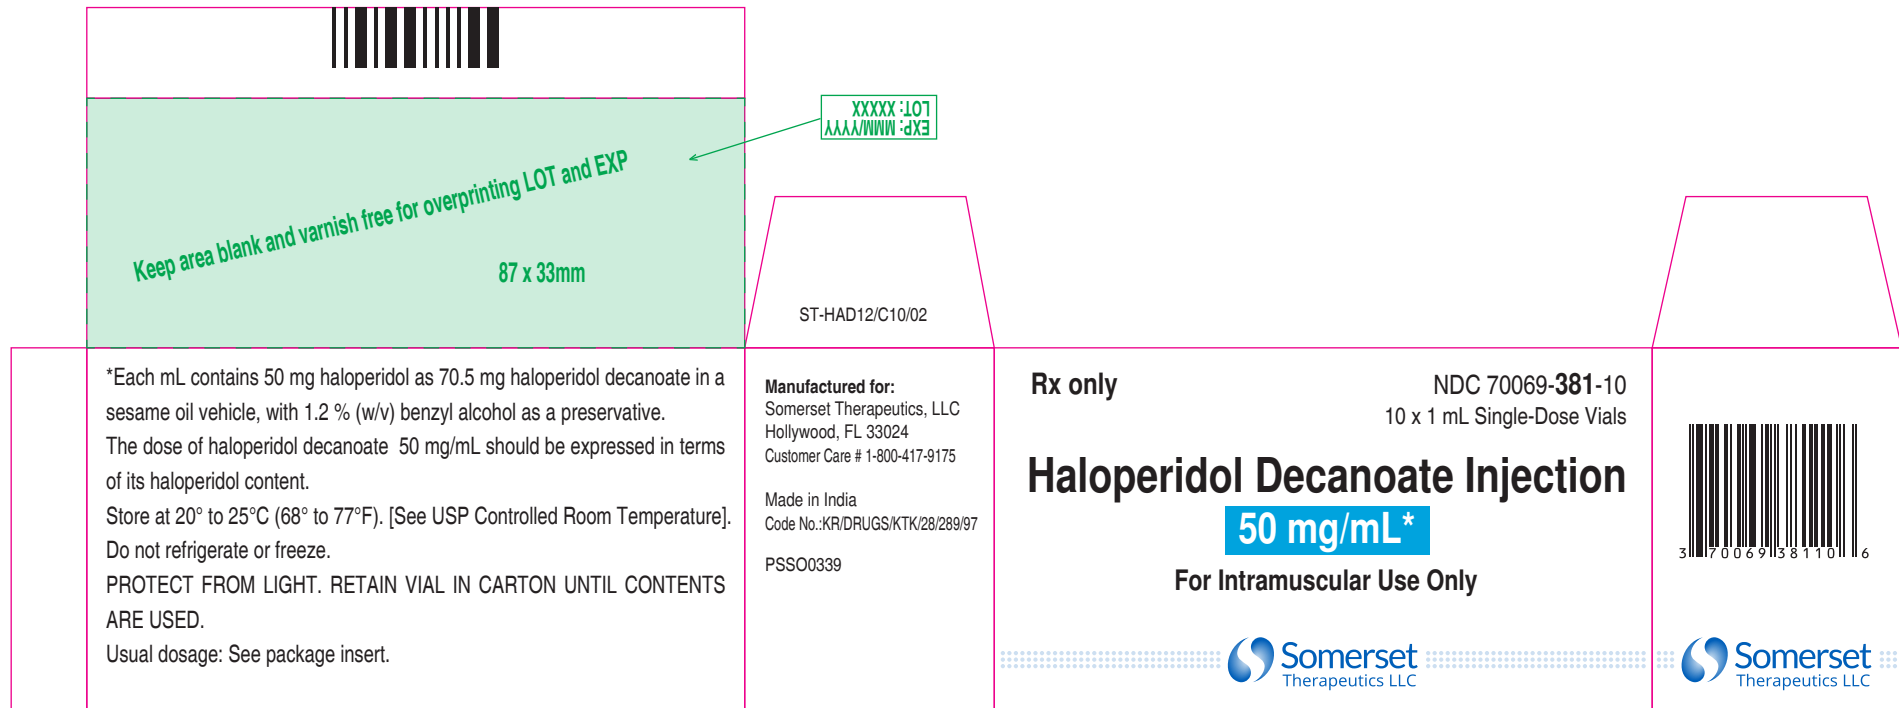 EXP: MMM/YYYY
LOT: XXXXX
Keep area blank and varnish free for overprinting LOT and EXP
87 x 33mm
ST-HAD12/C10/02
*Each mL contains 50 mg haloperidol as 70.5 mg haloperidol decanoate in a
sesame oil vehicle, with 1.2 % (w/v) benzyl alcohol as a preservative.
The dose of haloperidol decanoate 50 mg/mL should be expressed in terms
of its haloperidol content.
Store at 20° to 25°C (68° to 77°F). [See USP Controlled Room Temperature].
Do not refrigerate or freeze.
PROTECT FROM LIGHT. RETAIN VIAL IN CARTON UNTIL CONTENTS
ARE USED.
Usual dosage: See package insert.
Manufactured for:
Somerset Therapeutics, LLC
Hollywood, FL 33024
Customer Care # 1-800-417-9175
Made in India
Code No.:KR/DRUGS/KTK/28/289/97
PSSO0339
Rx only
NDC 70069-381-10
10 x 1 mL Single-Dose Vials
Haloperidol Decanoate Injection
50 mg/mL*
For Intramuscular Use Only
Somerset
Therapeutics LLC
3 70069 38110 6
Somerset
Therapeutics LLC